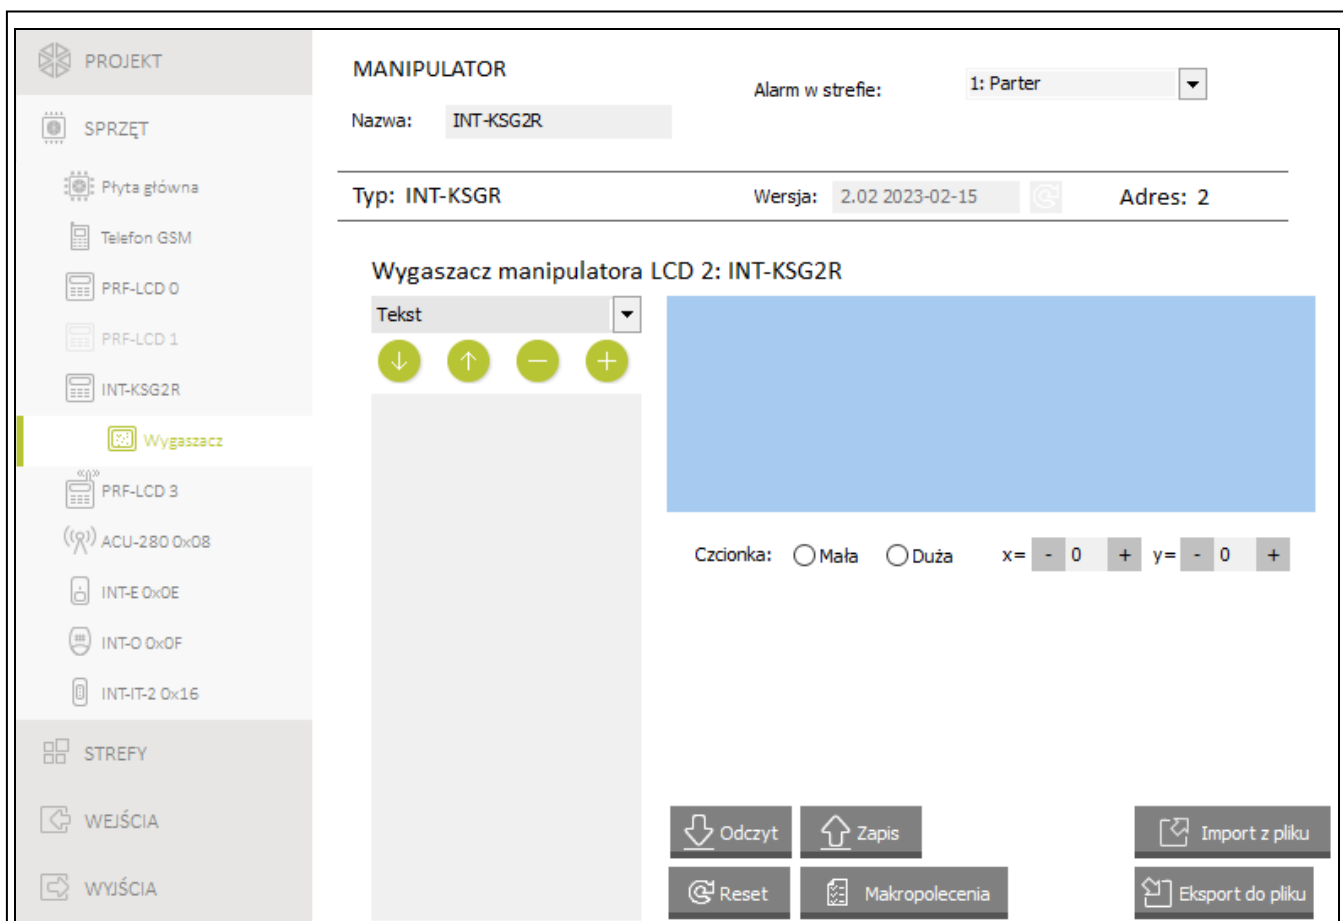 PROJEKT
SPRZĘT
Płyta główna
Telefon GSM
PRF-LCD 0
PRF-LCD 1
INT-KSG2R
Wygaszacz
PRF-LCD 3
ACU-280 0x08
INT-E 0x0E
INT-O 0x0F
INT-IT-2 0x16
STREFY
WEJŚCIA
WYJŚCIA
MANIPULATOR
Alarm w strefie: 1: Parter
Nazwa: INT-KSG2R
Typ: INT-KSGR Wersja: 2.02 2023-02-15 Adres: 2
Wygaszacz manipulatora LCD 2: INT-KSG2R
Tekst
Czcionka: Mała Duża x= - 0 + y= - 0 +
Odczyt Zapis Import z pliku
Reset Makropolecenia Eksport do pliku